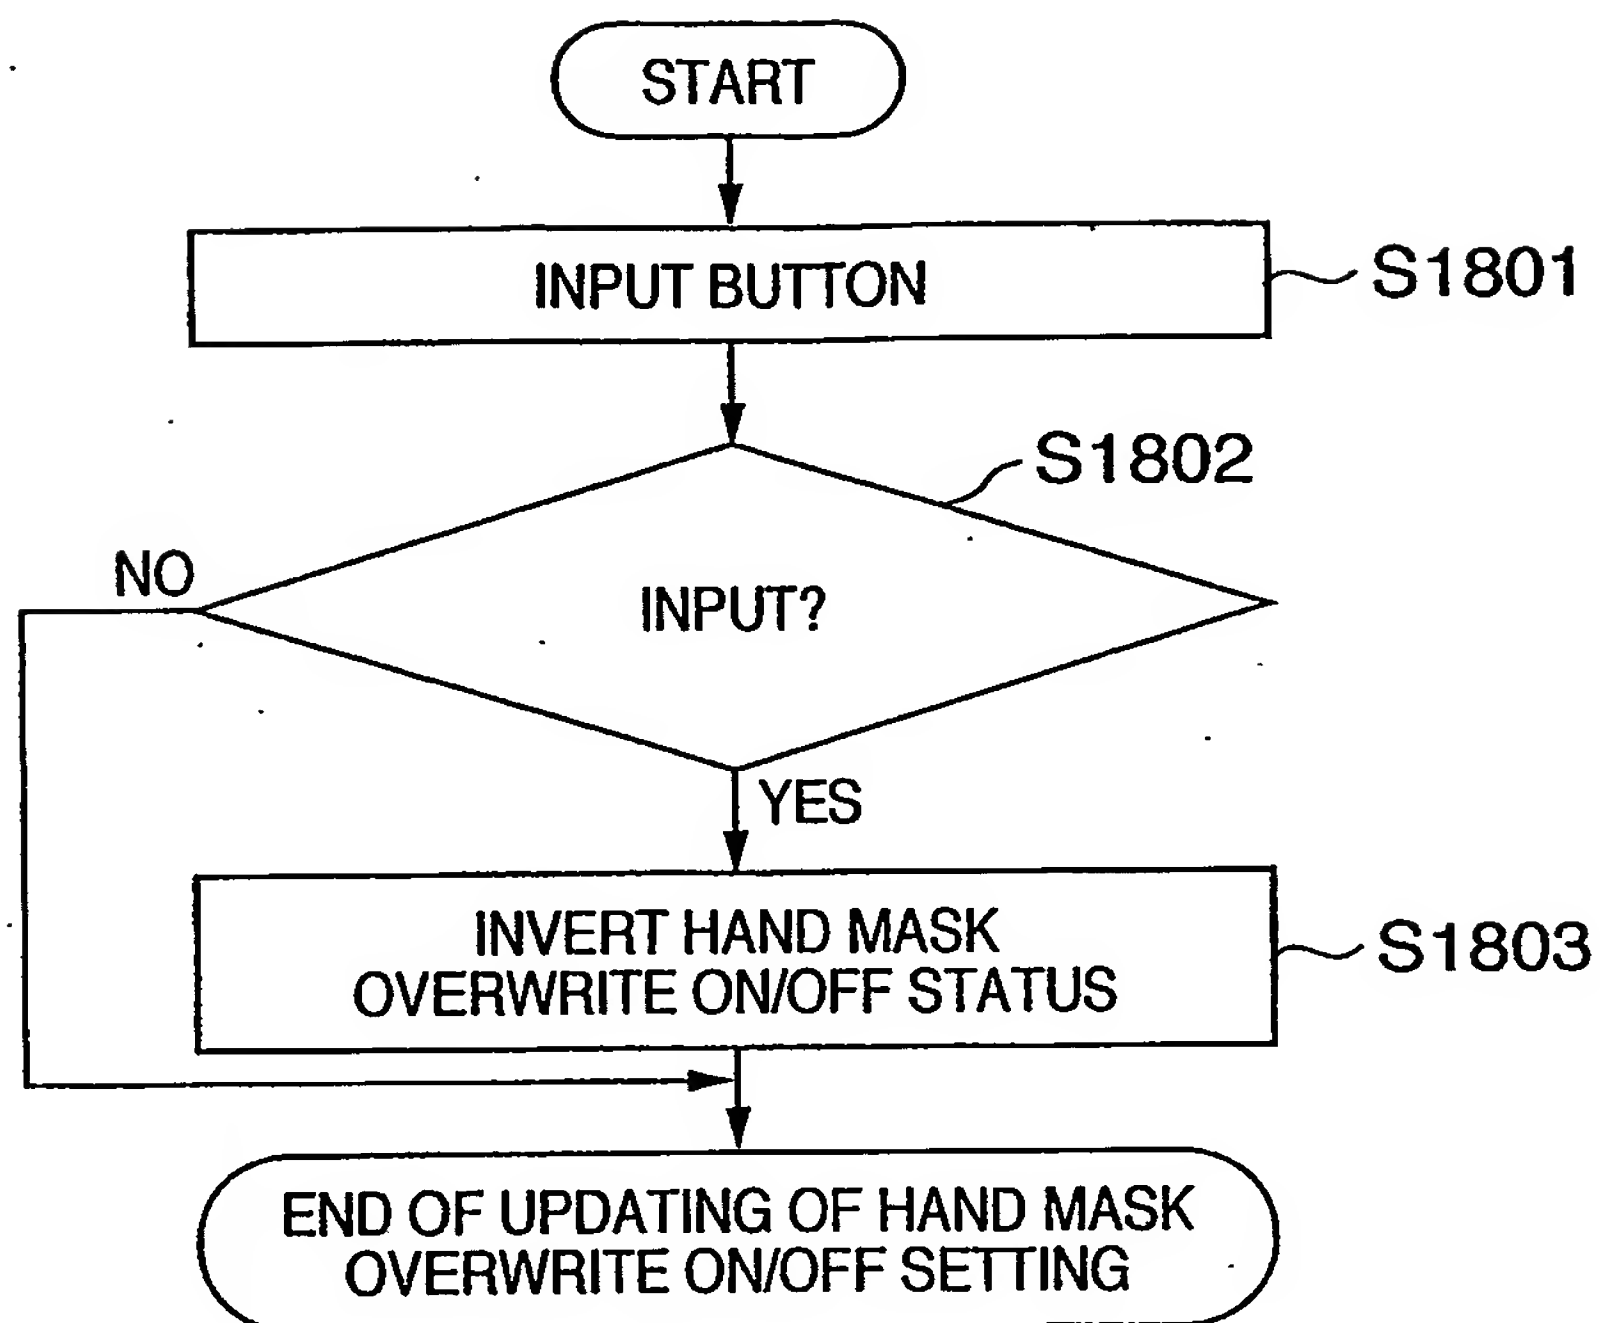 START
INPUT BUTTON
S1801
S1802
NO
INPUT?
YES
INVERT HAND MASK
OVERWRITE ON/OFF STATUS
S1803
END OF UPDATING OF HAND MASK
OVERWRITE ON/OFF SETTING